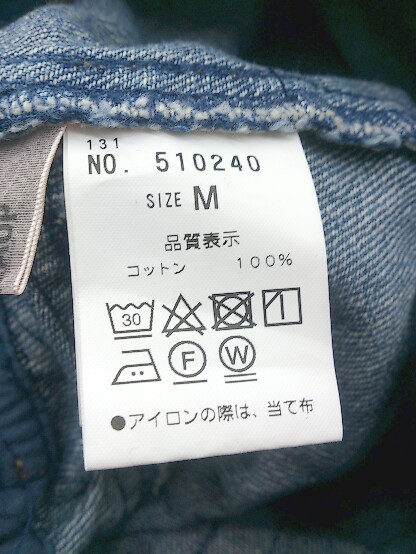 131
NO. 510240
SIZE M
品質表示
コットン 100%
30
F W
●アイロンの際は、当て布